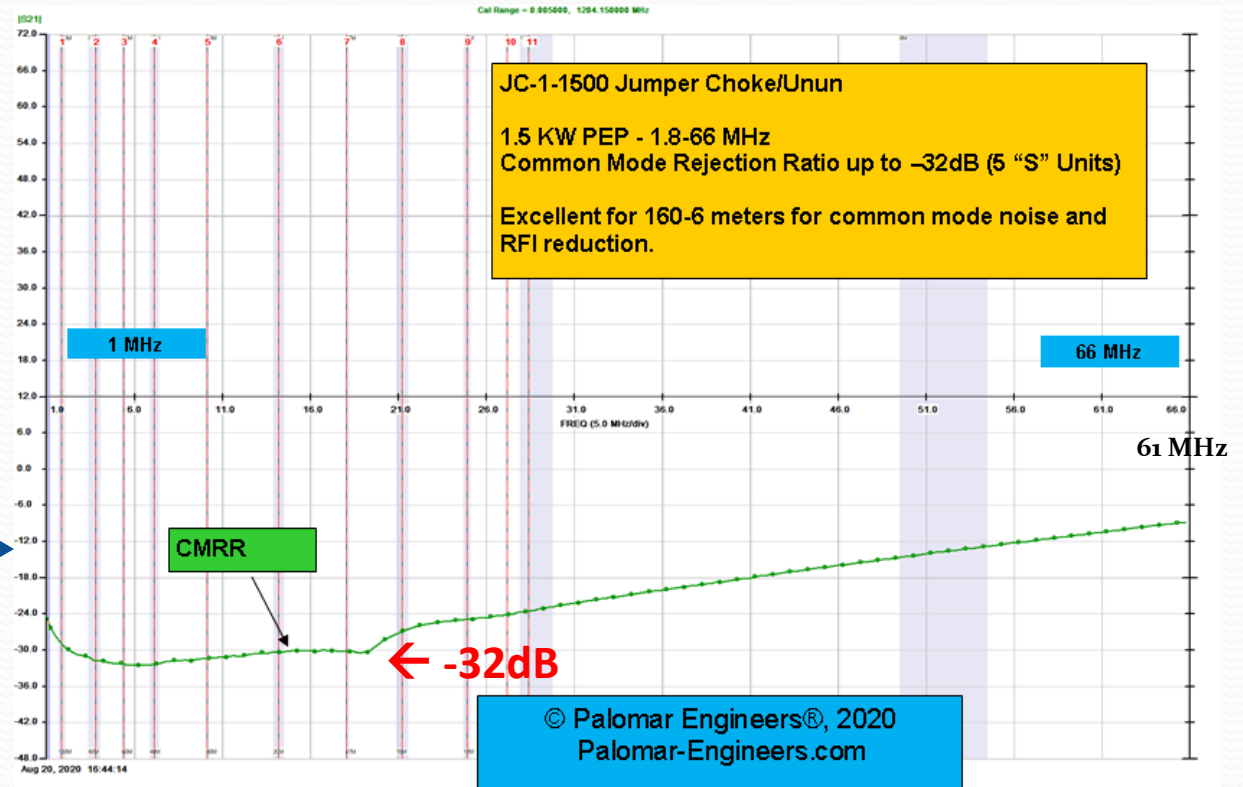 Cal Range = 0.005000, 1204.150000 MHz
|S21|
72.0
66.0
60.0
54.0
48.0
42.0
36.0
30.0
24.0
18.0
12.0
6.0
0.0
-6.0
-12.0
-18.0
-24.0
-30.0
-36.0
-42.0
-48.0
1 2 3 4 5 6 7 8 9 10 11
JC-1-1500 Jumper Choke/Unun
1.5 KW PEP - 1.8-66 MHz
Common Mode Rejection Ratio up to –32dB (5 “S” Units)
Excellent for 160-6 meters for common mode noise and
RFI reduction.
1 MHz
66 MHz
1.0 6.0 11.0 16.0 21.0 26.0 31.0 36.0 41.0 46.0 51.0 56.0 61.0 66.0
FREQ (5.0 MHz/div)
61 MHz
CMRR
← -32dB
© Palomar Engineers®, 2020
Palomar-Engineers.com
Aug 20, 2020 16:44:14